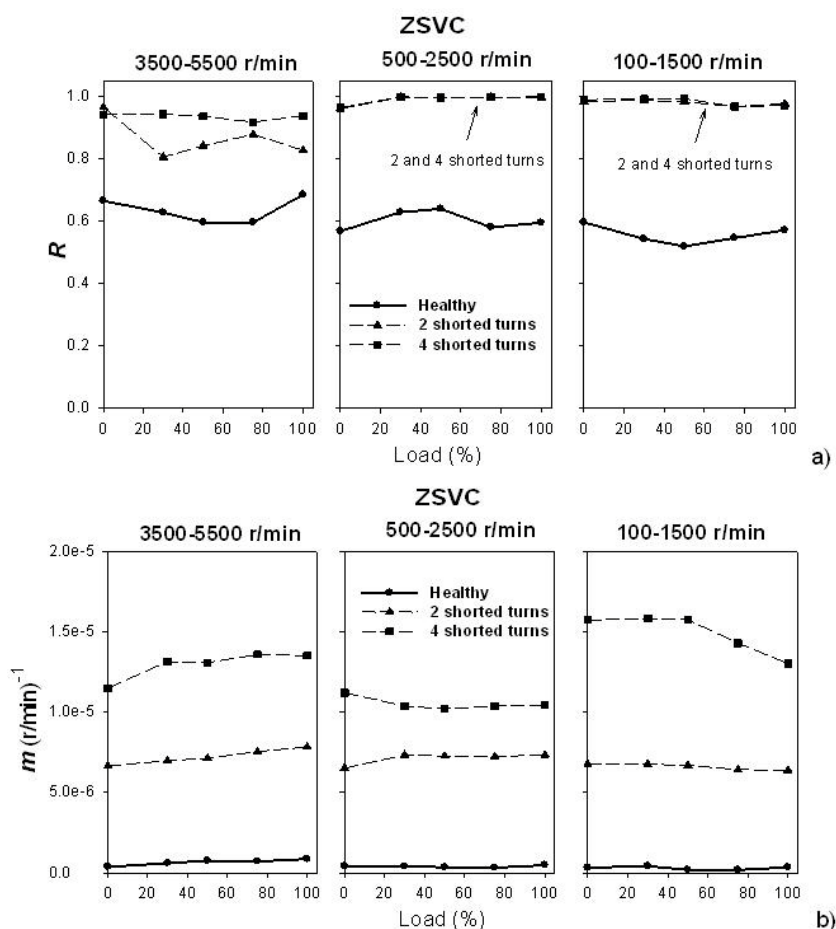 ZSVC
3500-5500 r/min 500-2500 r/min 100-1500 r/min
1.0
0.8
0.6
0.4
0.2
0.0
R
2 and 4 shorted turns
2 and 4 shorted turns
Healthy
2 shorted turns
4 shorted turns
0 20 40 60 80 100 0 20 40 60 80 100 0 20 40 60 80 100
Load (%)
a)
ZSVC
3500-5500 r/min 500-2500 r/min 100-1500 r/min
2.0e-5
1.5e-5
1.0e-5
5.0e-6
0.0
m (r/min)⁻¹
Healthy
2 shorted turns
4 shorted turns
0 20 40 60 80 100 0 20 40 60 80 100 0 20 40 60 80 100
Load (%)
b)